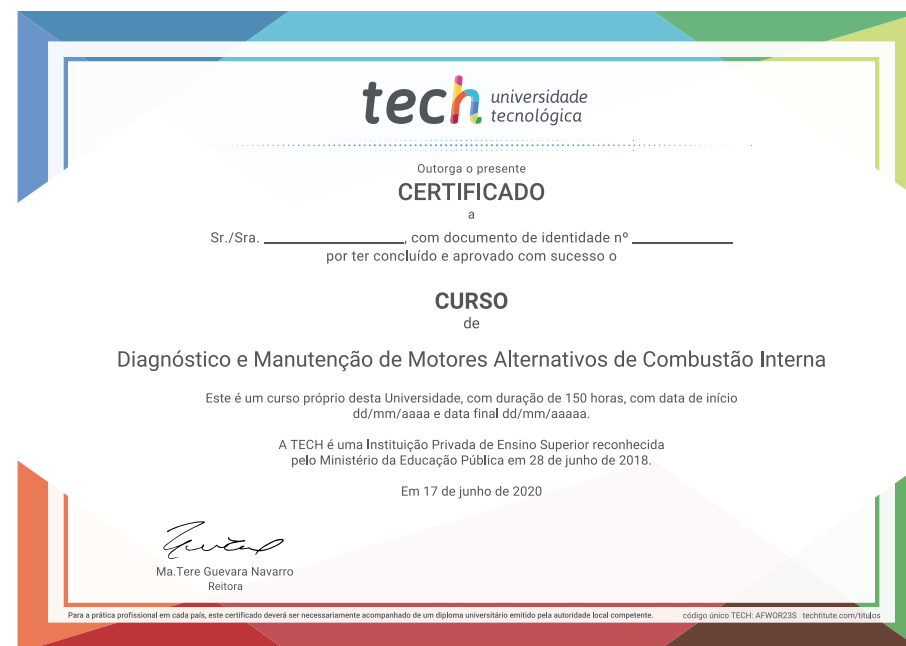 tech universidade
tecnológica
Outorga o presente
CERTIFICADO
a
Sr./Sra. ____________, com documento de identidade nº _________
por ter concluído e aprovado com sucesso o
CURSO
de
Diagnóstico e Manutenção de Motores Alternativos de Combustão Interna
Este é um curso próprio desta Universidade, com duração de 150 horas, com data de início
dd/mm/aaaa e data final dd/mm/aaaaa.
A TECH é uma Instituição Privada de Ensino Superior reconhecida
pelo Ministério da Educação Pública em 28 de junho de 2018.
Em 17 de junho de 2020
Ma.Tere Guevara Navarro
Reitora
Para a prática profissional em cada país, este certificado deverá ser necessariamente acompanhado de um diploma universitário emitido pela autoridade local competente. código único TECH: AFWOR23S techtitute.com/titulos